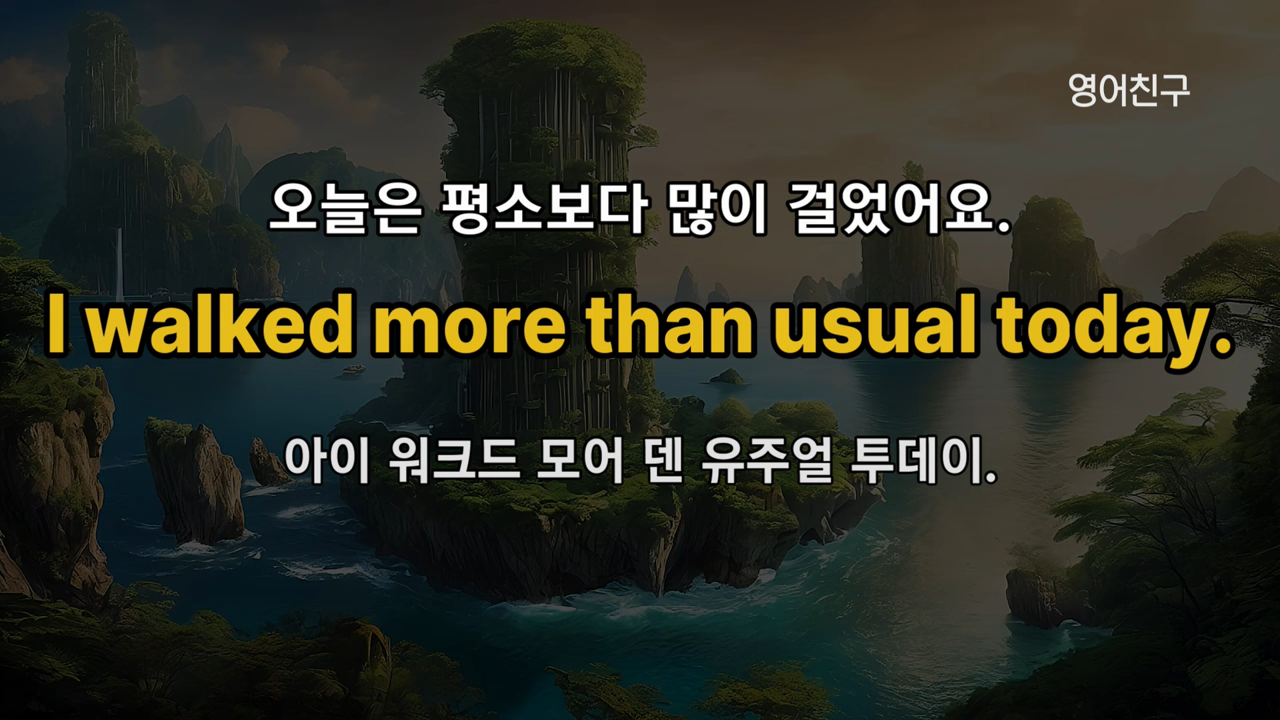 영어친구
오늘은 평소보다 많이 걸었어요.
I walked more than usual today.
아이 워크드 모어 덴 유주얼 투데이.